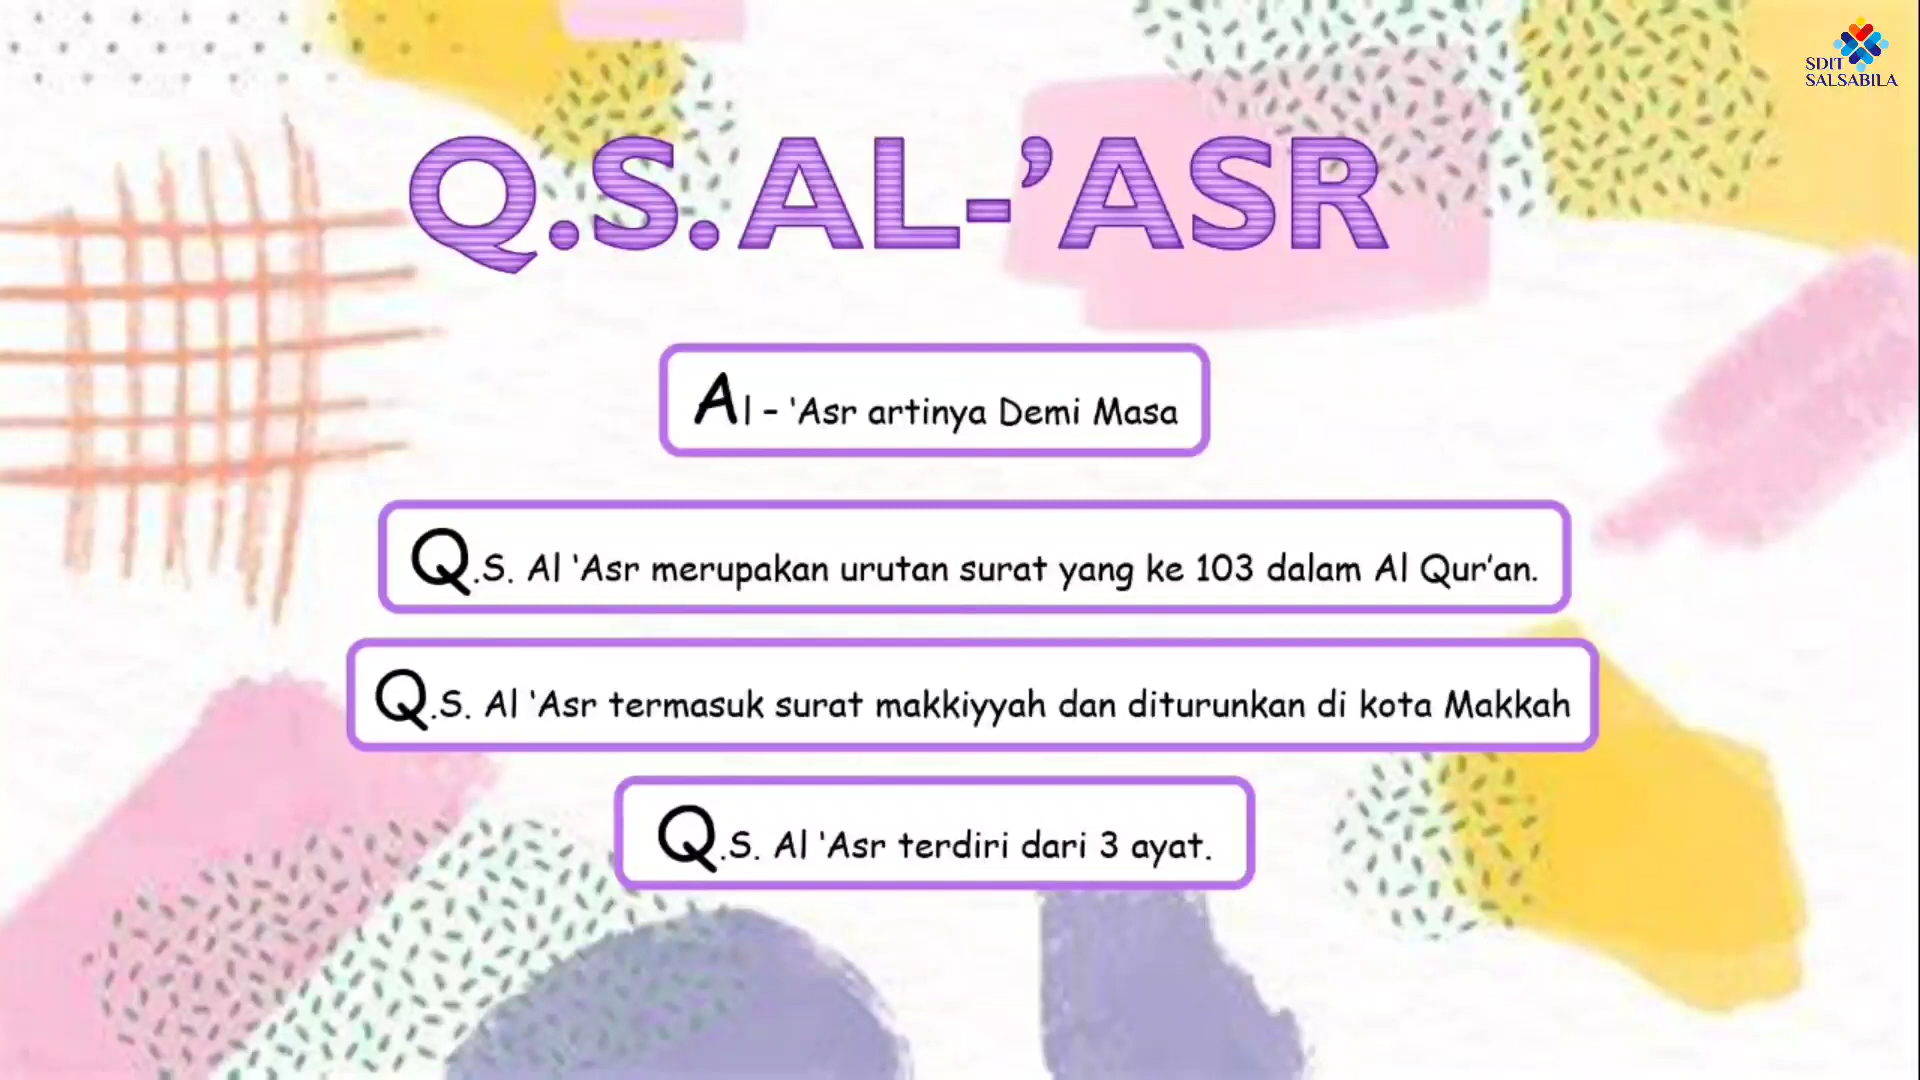 SDIT
SALSABILA
Q.S.AL-’ASR
Al - ‘Asr artinya Demi Masa
Q.S. Al ‘Asr merupakan urutan surat yang ke 103 dalam Al Qur’an.
Q.S. Al ‘Asr termasuk surat makkiyyah dan diturunkan di kota Makkah
Q.S. Al ‘Asr terdiri dari 3 ayat.